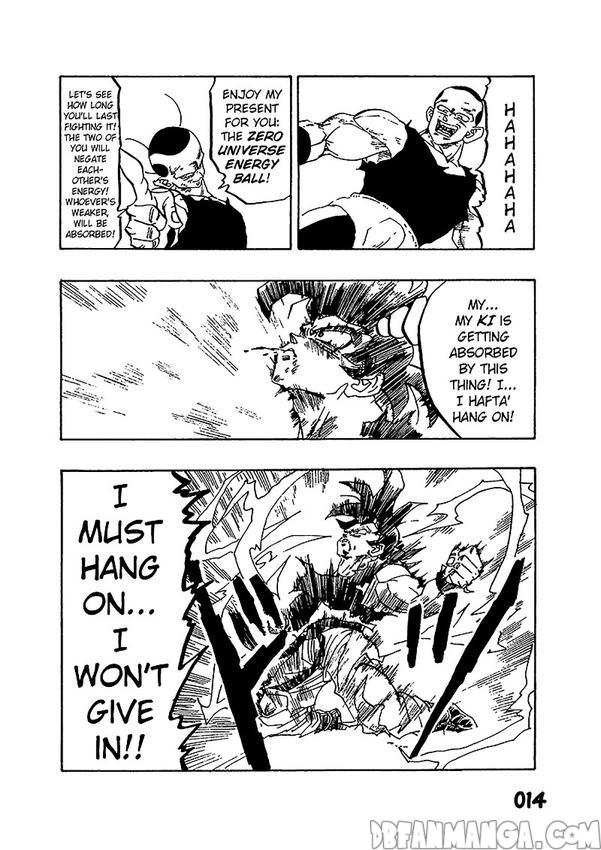 HAHAHAHA
ENJOY MY
PRESENT
FOR YOU:
THE ZERO
UNIVERSE
ENERGY
BALL!
LET'S SEE
HOW LONG
YOU'LL LAST
FIGHTING IT!
THE TWO OF
YOU WILL
NEGATE
EACH-
OTHER'S
ENERGY!
WHOEVER'S
WEAKER,
WILL BE
ABSORBED!
MY...
MY KI IS
GETTING
ABSORBED
BY THIS
THING! I...
I HAFTA'
HANG ON!
I
MUST
HANG
ON...
I
WON'T
GIVE
IN!!
014
DBFANMANGA.COM